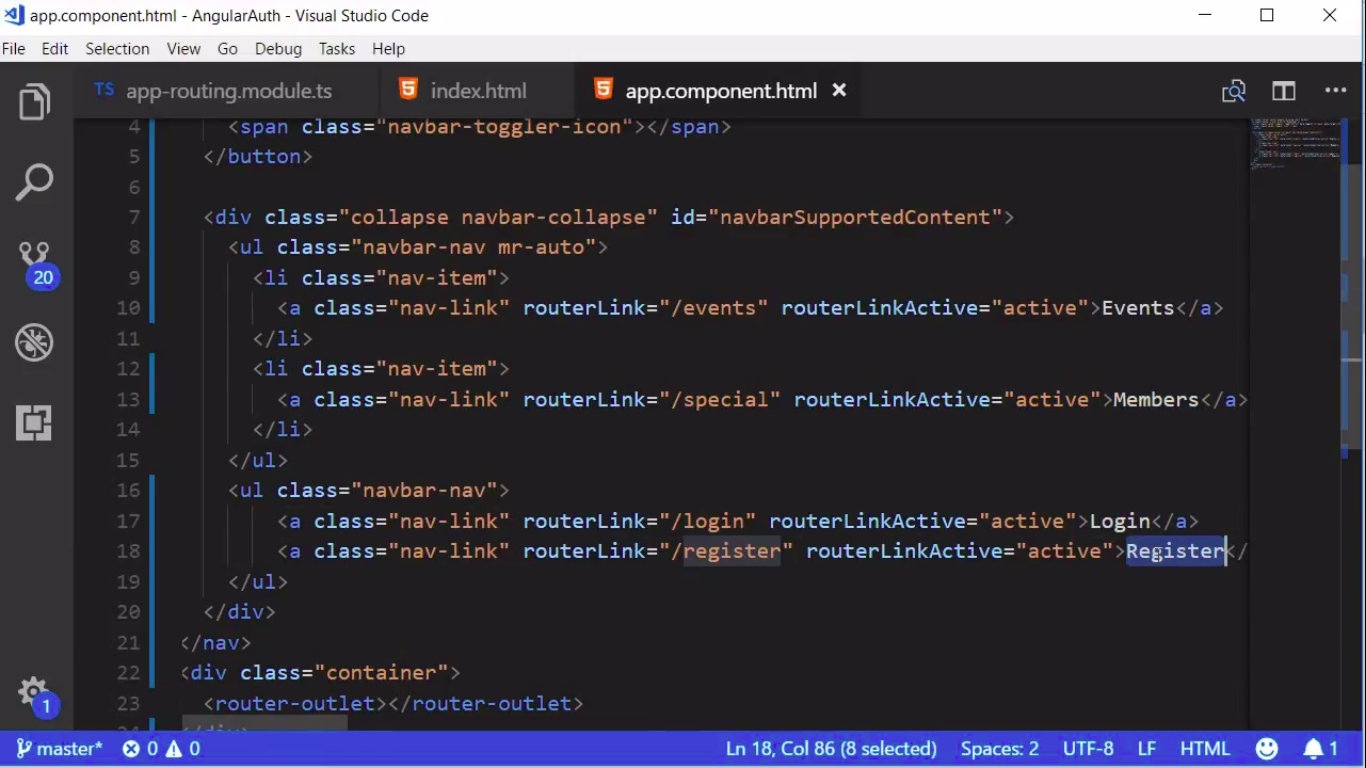 app.component.html - AngularAuth - Visual Studio Code
File Edit Selection View Go Debug Tasks Help
TS app-routing.module.ts index.html app.component.html
4 <span class="navbar-toggler-icon"></span>
5 </button>
6
7 <div class="collapse navbar-collapse" id="navbarSupportedContent">
8 <ul class="navbar-nav mr-auto">
9 <li class="nav-item">
10 <a class="nav-link" routerLink="/events" routerLinkActive="active">Events</a>
11 </li>
12 <li class="nav-item">
13 <a class="nav-link" routerLink="/special" routerLinkActive="active">Members</a>
14 </li>
15 </ul>
16 <ul class="navbar-nav">
17 <a class="nav-link" routerLink="/login" routerLinkActive="active">Login</a>
18 <a class="nav-link" routerLink="/register" routerLinkActive="active">Register</
19 </ul>
20 </div>
21 </nav>
22 <div class="container">
23 <router-outlet></router-outlet>
24 </div>
20
1
master* 0 0 Ln 18, Col 86 (8 selected) Spaces: 2 UTF-8 LF HTML 1